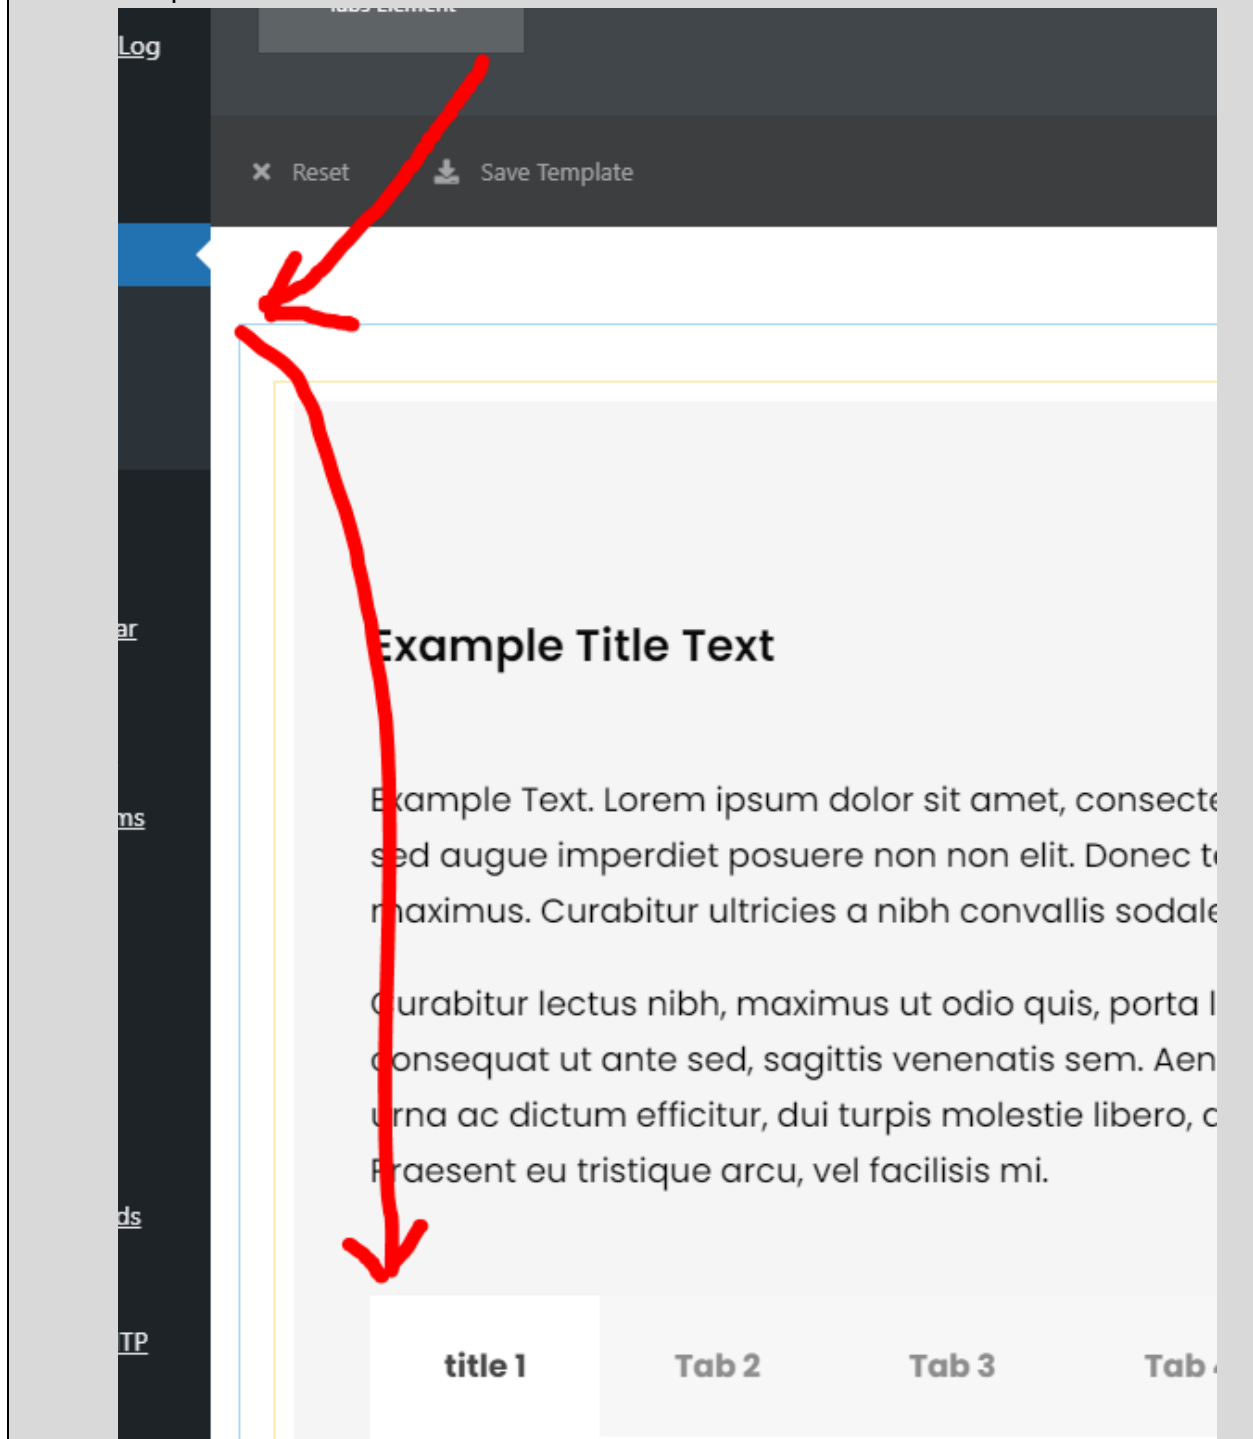 Tabs Element
Log
Reset
Save Template
ar
Example Title Text
Example Text. Lorem ipsum dolor sit amet, consecte
ms
sed augue imperdiet posuere non non elit. Donec t
maximus. Curabitur ultricies a nibh convallis sodale
Curabitur lectus nibh, maximus ut odio quis, porta l
consequat ut ante sed, sagittis venenatis sem. Aen
urna ac dictum efficitur, dui turpis molestie libero,
Praesent eu tristique arcu, vel facilisis mi.
ds
TP
title 1
Tab 2
Tab 3
Tab